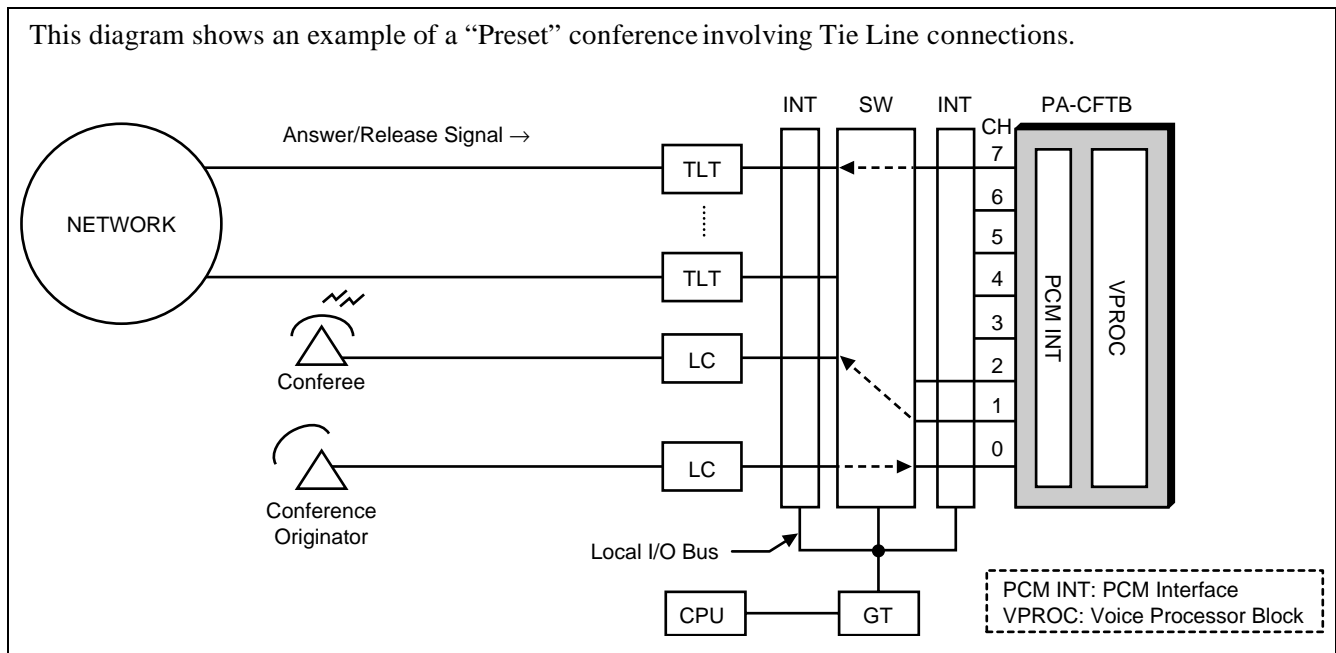 This diagram shows an example of a “Preset” conference involving Tie Line connections.
INT SW INT PA-CFTB
CH
Answer/Release Signal →
7
TLT
6
NETWORK
5
TLT
4
3
LC
2
Conferee
1
0
LC
PCM INT
VPROC
Conference
Originator
Local I/O Bus
CPU
GT
PCM INT: PCM Interface
VPROC: Voice Processor Block